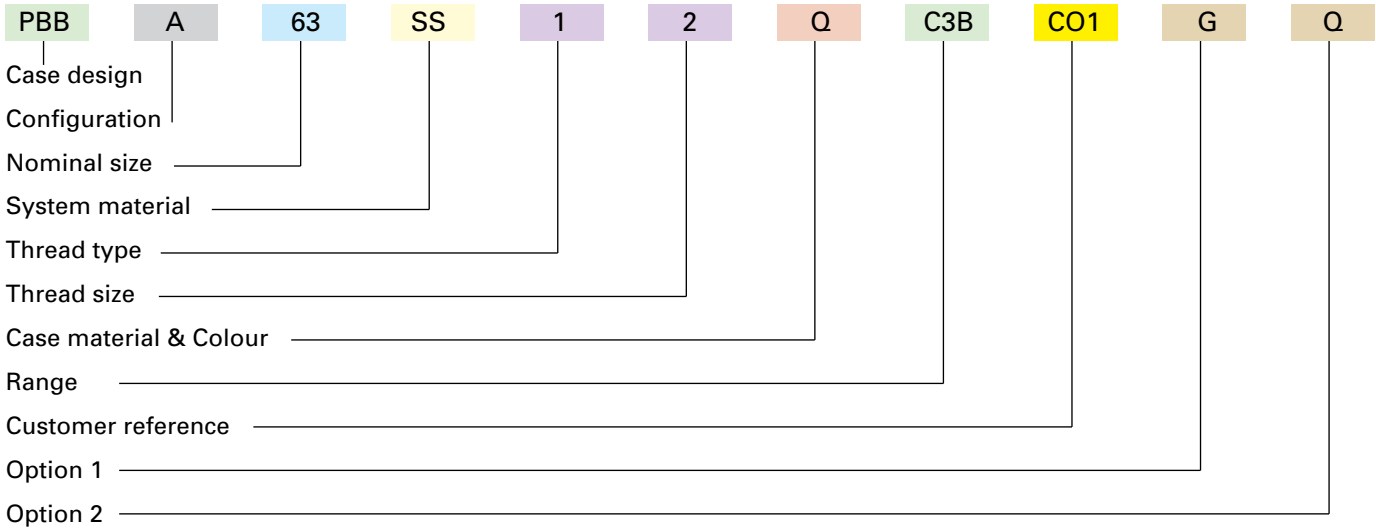 PBB A 63 SS 1 2 Q C3B CO1 G Q
Case design
Configuration
Nominal size
System material
Thread type
Thread size
Case material & Colour
Range
Customer reference
Option 1
Option 2